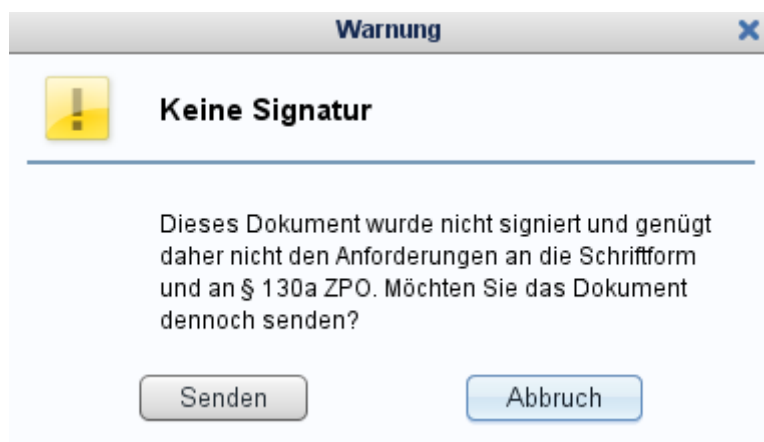 Warnung
Keine Signatur
Dieses Dokument wurde nicht signiert und genügt
daher nicht den Anforderungen an die Schriftform
und an § 130a ZPO. Möchten Sie das Dokument
dennoch senden?
Senden
Abbruch